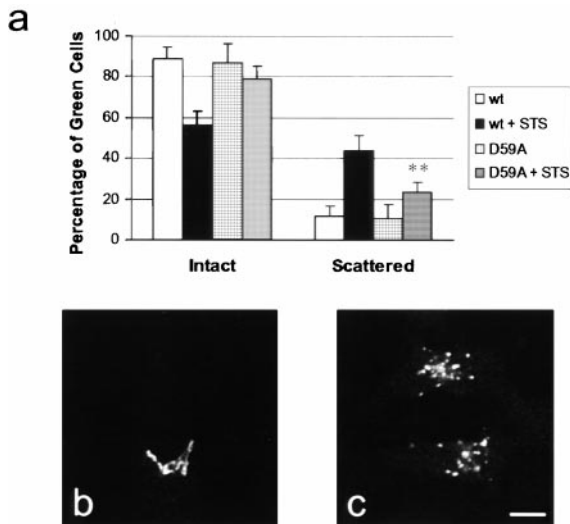 a
Percentage of Green Cells
100
80
60
40
20
0
Intact
Scattered
**
wt
wt + STS
D59A
D59A + STS
b
c